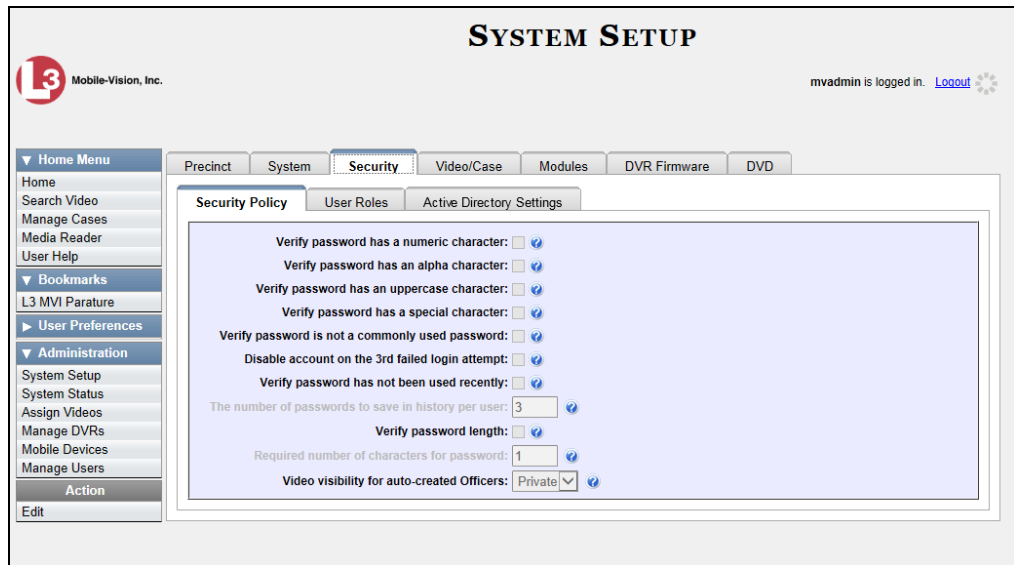 SYSTEM SETUP
L3 Mobile-Vision, Inc.
mvadmin is logged in. Logout
▼ Home Menu
Home
Search Video
Manage Cases
Media Reader
User Help
▼ Bookmarks
L3 MVI Parature
▶ User Preferences
▼ Administration
System Setup
System Status
Assign Videos
Manage DVRs
Mobile Devices
Manage Users
Action
Edit
Precinct System Security Video/Case Modules DVR Firmware DVD
Security Policy User Roles Active Directory Settings
Verify password has a numeric character: ?
Verify password has an alpha character: ?
Verify password has an uppercase character: ?
Verify password has a special character: ?
Verify password is not a commonly used password: ?
Disable account on the 3rd failed login attempt: ?
Verify password has not been used recently: ?
The number of passwords to save in history per user: 3 ?
Verify password length: ?
Required number of characters for password: 1 ?
Video visibility for auto-created Officers: Private ?